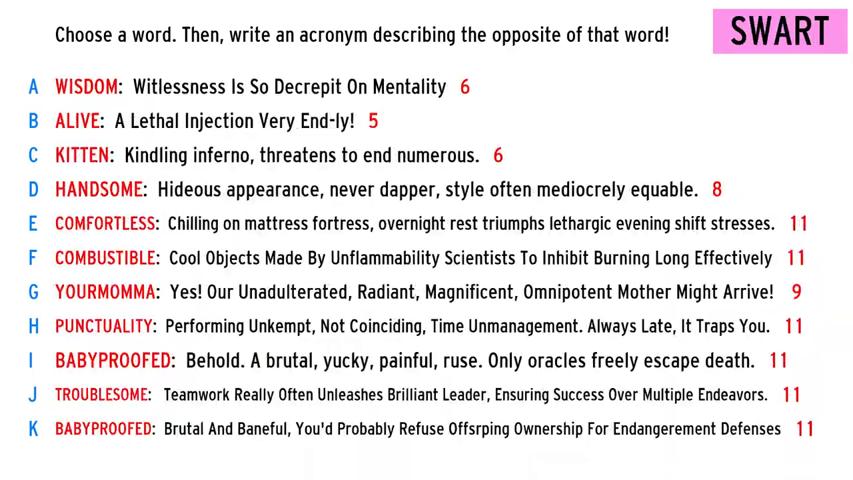 Choose a word. Then, write an acronym describing the opposite of that word!
SWART
A WISDOM: Witlessness Is So Decrepit On Mentality 6
B ALIVE: A Lethal Injection Very End-ly! 5
C KITTEN: Kindling inferno, threatens to end numerous. 6
D HANDSOME: Hideous appearance, never dapper, style often mediocrely equable. 8
E COMFORTLESS: Chilling on mattress fortress, overnight rest triumphs lethargic evening shift stresses. 11
F COMBUSTIBLE: Cool Objects Made By Unflammability Scientists To Inhibit Burning Long Effectively 11
G YOURMOMMA: Yes! Our Unadulterated, Radiant, Magnificent, Omnipotent Mother Might Arrive! 9
H PUNCTUALITY: Performing Unkempt, Not Coinciding, Time Unmanagement. Always Late, It Traps You. 11
I BABYPROOFED: Behold. A brutal, yucky, painful, ruse. Only oracles freely escape death. 11
J TROUBLESOME: Teamwork Really Often Unleashes Brilliant Leader, Ensuring Success Over Multiple Endeavors. 11
K BABYPROOFED: Brutal And Baneful, You'd Probably Refuse Offsrping Ownership For Endangerement Defenses 11